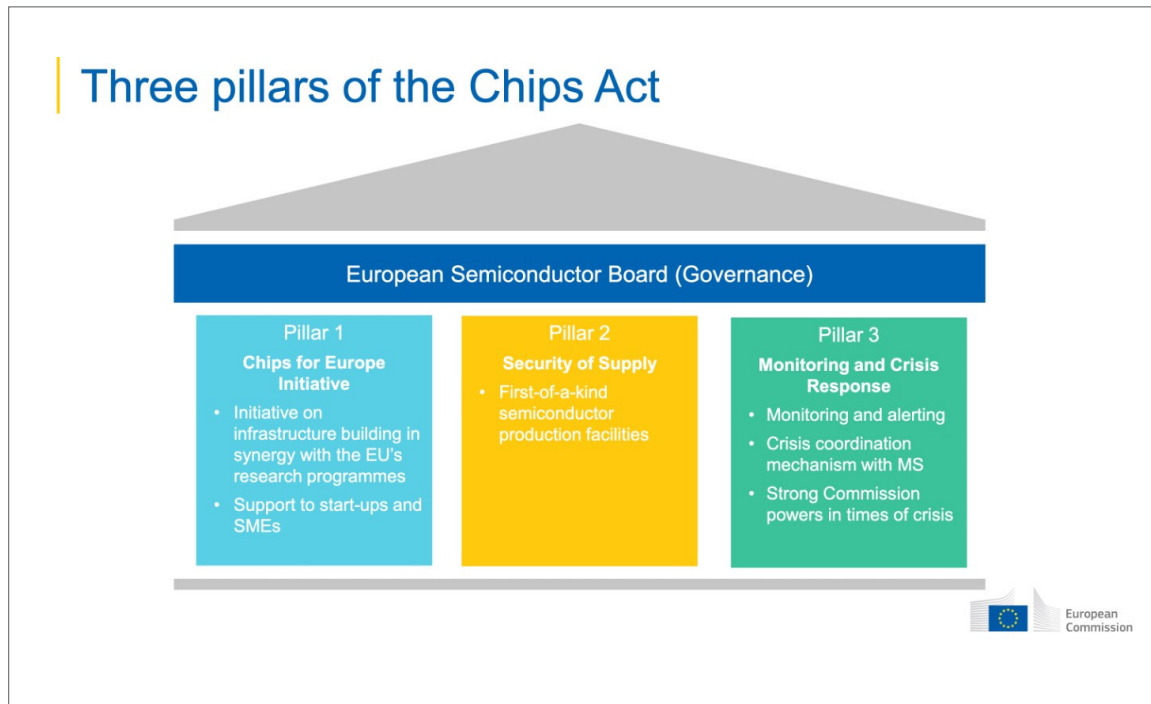 Three pillars of the Chips Act
European Semiconductor Board (Governance)
Pillar 1
Chips for Europe
Initiative
• Initiative on
infrastructure building in
synergy with the EU's
research programmes
• Support to start-ups and
SMEs
Pillar 2
Security of Supply
• First-of-a-kind
semiconductor
production facilities
Pillar 3
Monitoring and Crisis
Response
• Monitoring and alerting
• Crisis coordination
mechanism with MS
• Strong Commission
powers in times of crisis
European
Commission